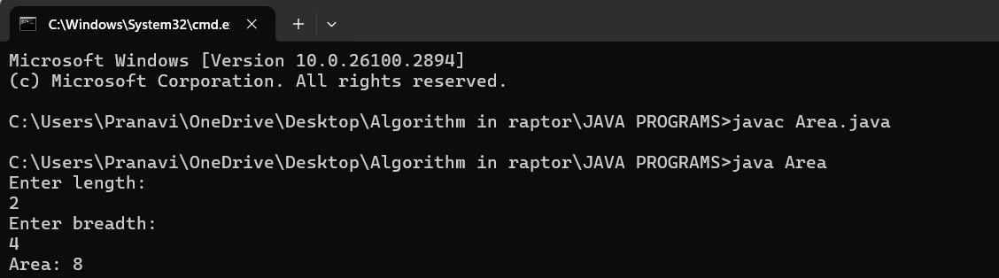 C:\Windows\System32\cmd.e
Microsoft Windows [Version 10.0.26100.2894]
(c) Microsoft Corporation. All rights reserved.
C:\Users\Pranavi\OneDrive\Desktop\Algorithm in raptor\JAVA PROGRAMS>javac Area.java
C:\Users\Pranavi\OneDrive\Desktop\Algorithm in raptor\JAVA PROGRAMS>java Area
Enter length:
2
Enter breadth:
4
Area: 8